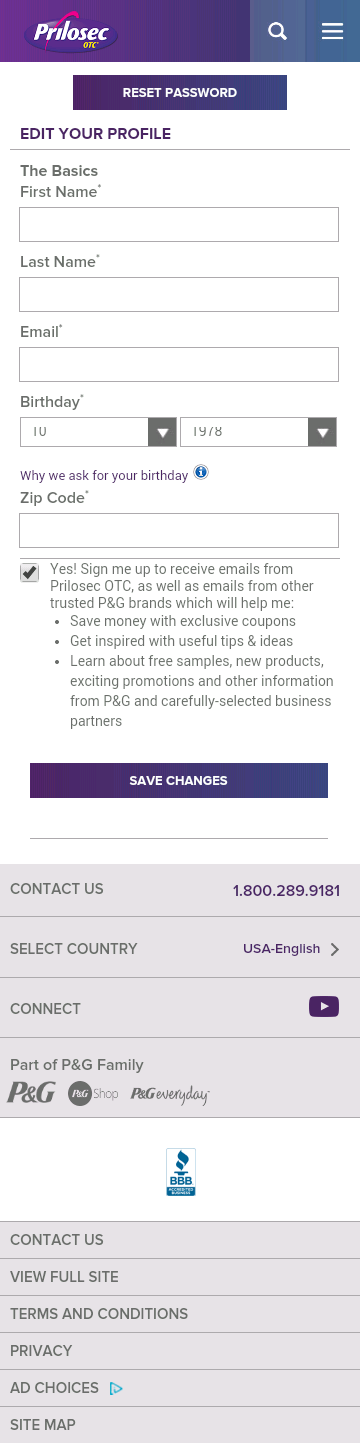 Prilosec
OTC
RESET PASSWORD
EDIT YOUR PROFILE
The Basics
First Name*
Last Name*
Email*
Birthday*
10 1978
Why we ask for your birthday
Zip Code*
Yes! Sign me up to receive emails from
Prilosec OTC, as well as emails from other
trusted P&G brands which will help me:
• Save money with exclusive coupons
• Get inspired with useful tips & ideas
• Learn about free samples, new products,
exciting promotions and other information
from P&G and carefully-selected business
partners
SAVE CHANGES
CONTACT US 1.800.289.9181
SELECT COUNTRY USA-English
CONNECT
Part of P&G Family
P&G P&G Shop P&G everyday
BBB
ACCREDITED
BUSINESS
CONTACT US
VIEW FULL SITE
TERMS AND CONDITIONS
PRIVACY
AD CHOICES
SITE MAP